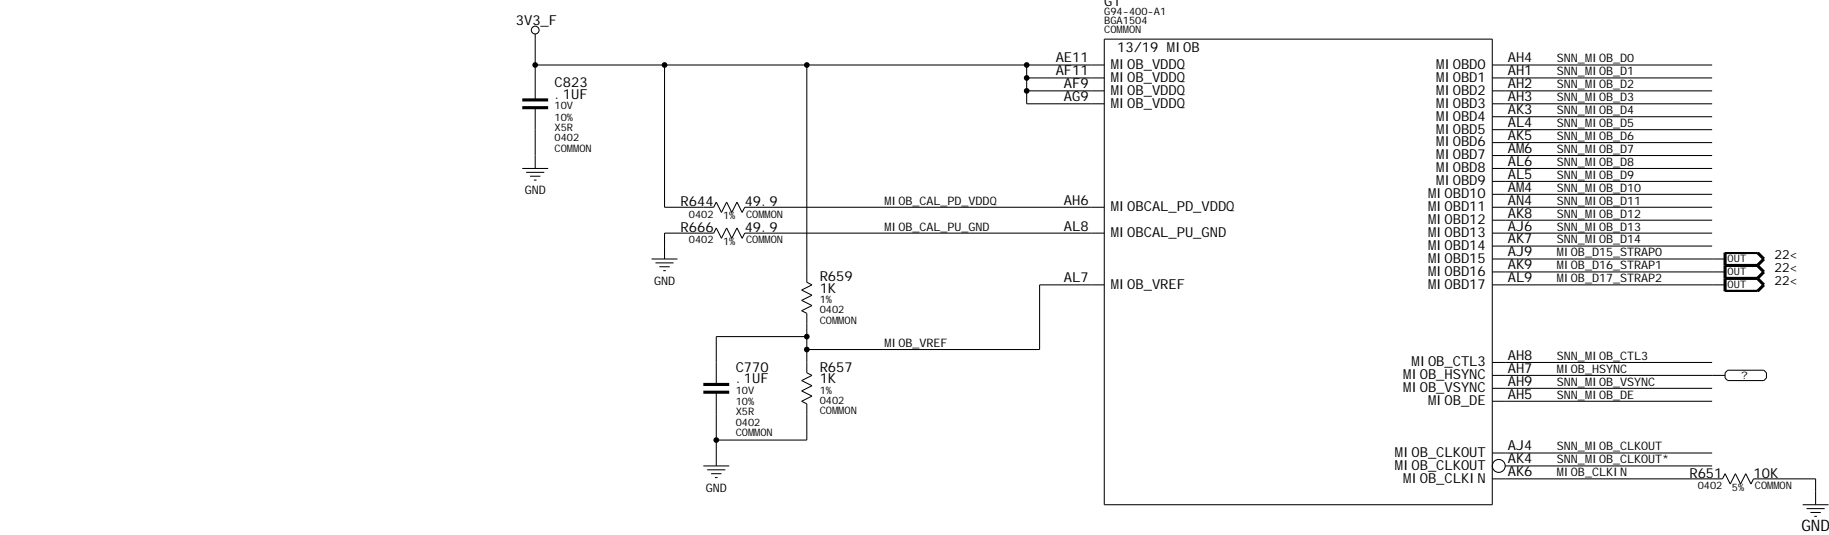 G1
G94-400-A1
BGA1504
COMMON
3V3_F
13/19 MIOB
AE11 MIOB_VDDQ
AF11 MIOB_VDDQ
AF9 MIOB_VDDQ
AG9 MIOB_VDDQ
C823
.1UF
10V
10%
X5R
0402
COMMON
GND
R644 49.9
0402 1% COMMON
MIOB_CAL_PD_VDDQ AH6 MIOBCAL_PD_VDDQ
R666 49.9
0402 1% COMMON
MIOB_CAL_PU_GND AL8 MIOBCAL_PU_GND
GND
R659
1K
1%
0402
COMMON
AL7 MIOB_VREF
MIOB_VREF
C770
.1UF
10V
10%
X5R
0402
COMMON
R657
1K
1%
0402
COMMON
GND
MIOBD0 AH4 SNN_MIOB_D0
MIOBD1 AH1 SNN_MIOB_D1
MIOBD2 AH2 SNN_MIOB_D2
MIOBD3 AH3 SNN_MIOB_D3
MIOBD4 AK3 SNN_MIOB_D4
MIOBD5 AL4 SNN_MIOB_D5
MIOBD6 AK5 SNN_MIOB_D6
MIOBD7 AM6 SNN_MIOB_D7
MIOBD8 AL6 SNN_MIOB_D8
MIOBD9 AL5 SNN_MIOB_D9
MIOBD10 AM4 SNN_MIOB_D10
MIOBD11 AN4 SNN_MIOB_D11
MIOBD12 AK8 SNN_MIOB_D12
MIOBD13 AJ6 SNN_MIOB_D13
MIOBD14 AK7 SNN_MIOB_D14
MIOBD15 AJ9 MIOB_D15_STRAP0 OUT 22<
MIOBD16 AK9 MIOB_D16_STRAP1 OUT 22<
MIOBD17 AL9 MIOB_D17_STRAP2 OUT 22<
MIOB_CTL3 AH8 SNN_MIOB_CTL3
MIOB_HSYNC AH7 MIOB_HSYNC ?
MIOB_VSYNC AH9 SNN_MIOB_VSYNC
MIOB_DE AH5 SNN_MIOB_DE
MIOB_CLKOUT AJ4 SNN_MIOB_CLKOUT
MIOB_CLKOUT AK4 SNN_MIOB_CLKOUT*
MIOB_CLKIN AK6 MIOB_CLKIN
R651 10K
0402 5% COMMON
GND